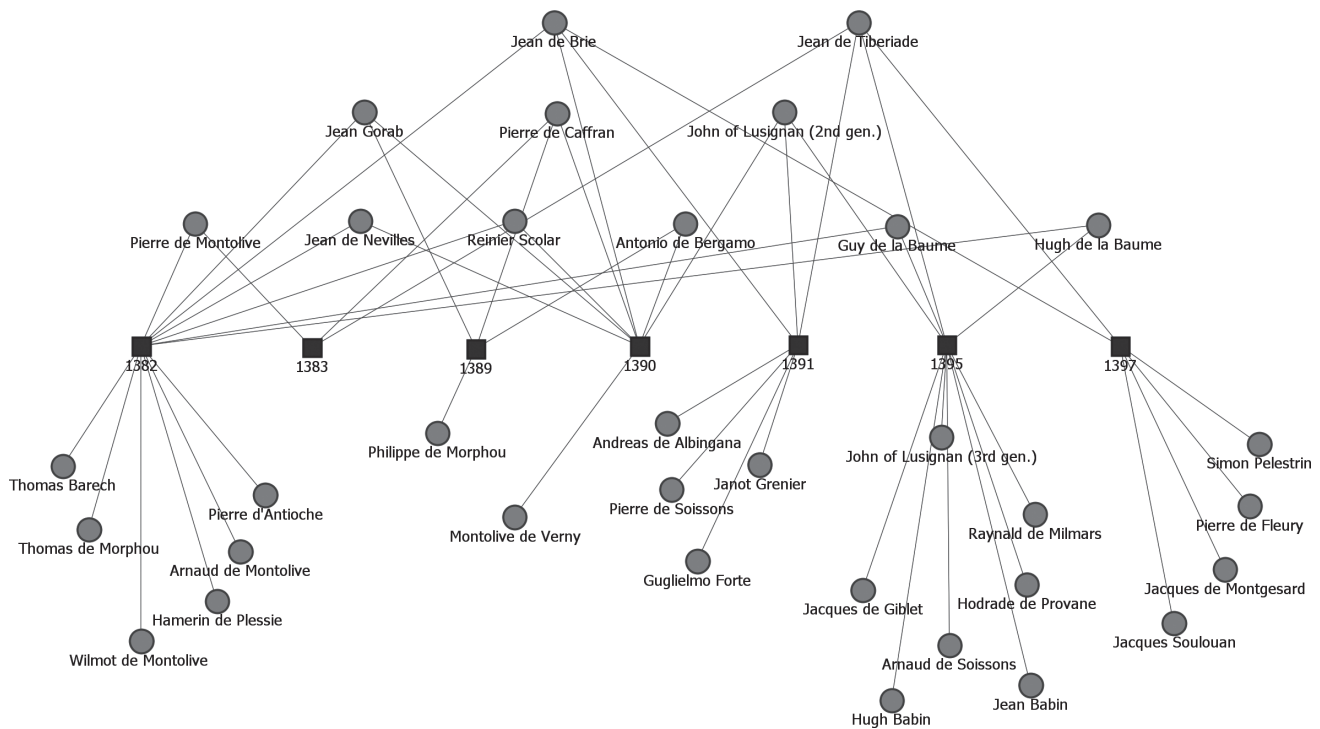 Jean de Brie
Jean de Tiberiade
Jean Gorab
Pierre de Caffran
John of Lusignan (2nd gen.)
Pierre de Montolive
Jean de Nevilles
Reinier Scolar
Antonio de Bergamo
Guy de la Baume
Hugh de la Baume
1382
1383
1389
1390
1391
1395
1397
Andreas de Albingana
Philippe de Morphou
John of Lusignan (3rd gen.)
Simon Pelestrin
Thomas Barech
Janot Grenier
Pierre d'Antioche
Pierre de Soissons
Pierre de Fleury
Montolive de Verny
Raynald de Milmars
Thomas de Morphou
Arnaud de Montolive
Guglielmo Forte
Jacques de Montgesard
Jacques de Giblet
Hodrade de Provane
Hamerin de Plessie
Jacques Soulouan
Wilmot de Montolive
Arnaud de Soissons
Jean Babin
Hugh Babin